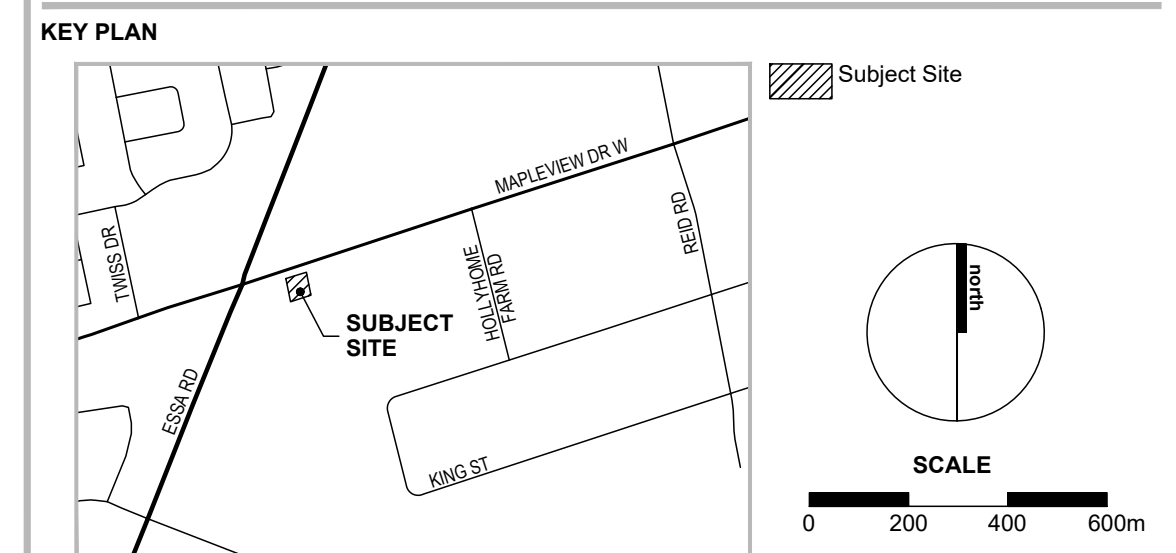 KEY PLAN
Subject Site
MAPLEVIEW DR W
REID RD
TWISS DR
HOLLYHOME
FARM RD
SUBJECT
SITE
ESSA RD
KING ST
north
SCALE
0 200 400 600m